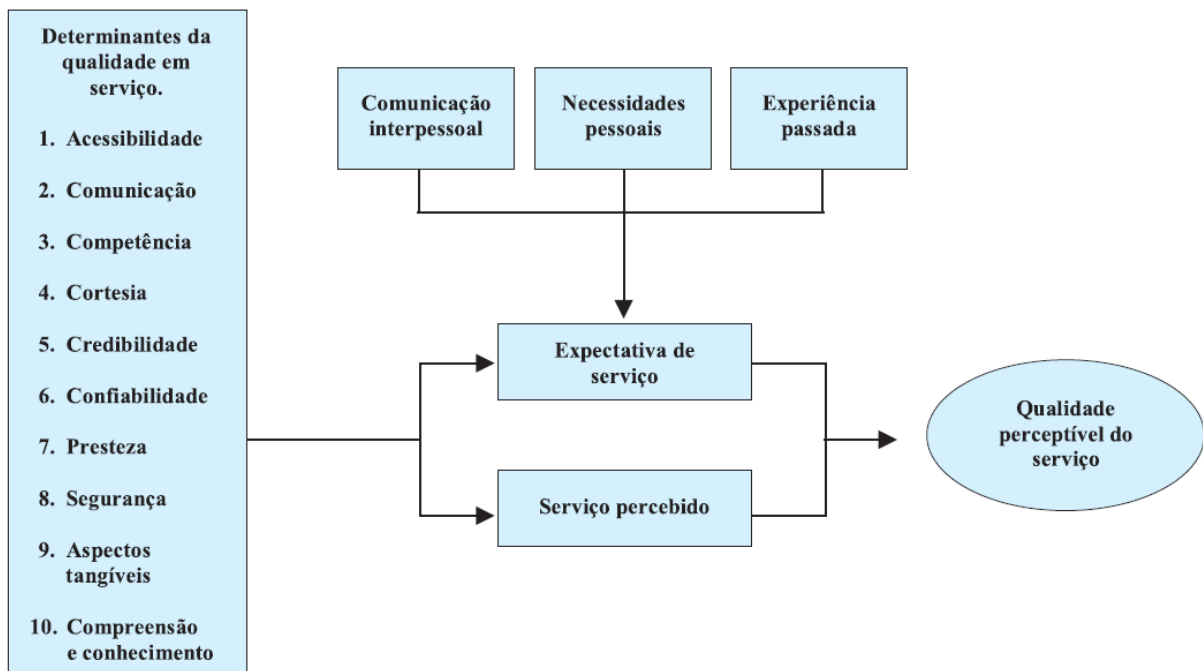 Determinantes da
qualidade em
serviço.
1. Acessibilidade
2. Comunicação
3. Competência
4. Cortesia
5. Credibilidade
6. Confiabilidade
7. Presteza
8. Segurança
9. Aspectos
tangíveis
10. Compreensão
e conhecimento
Comunicação
interpessoal
Necessidades
pessoais
Experiência
passada
Expectativa de
serviço
Serviço percebido
Qualidade
perceptível do
serviço